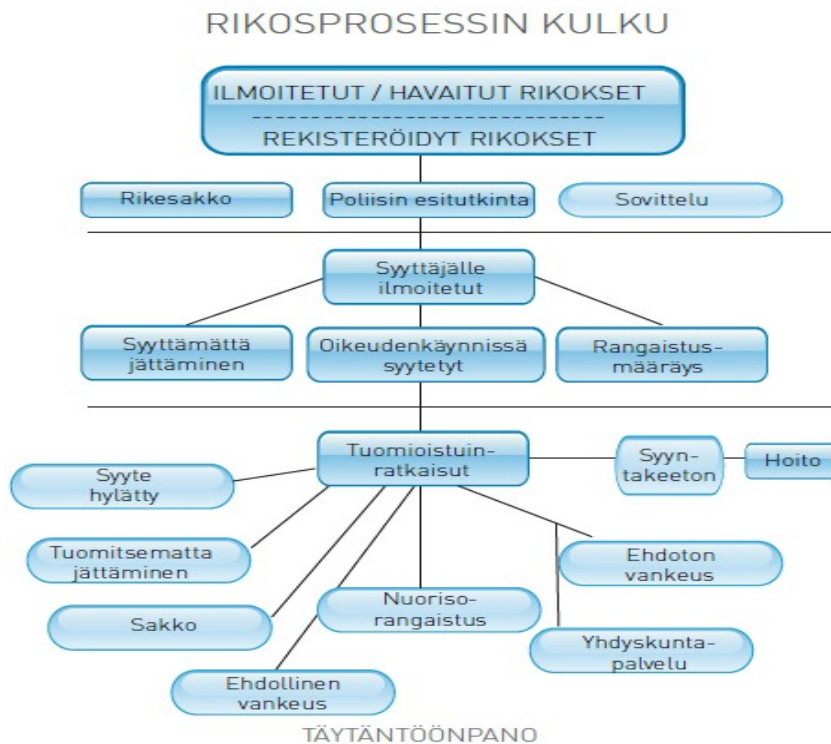 RIKOSPROSESSIN KULKU
ILMOITETUT / HAVAITUT RIKOKSET
------------------------------
REKISTERÖIDYT RIKOKSET
Rikesakko
Poliisin esitutkinta
Sovittelu
Syyttäjälle
ilmoitetut
Syyttämättä
jättäminen
Oikeudenkäynnissä
syytetyt
Rangaistus-
määräys
Tuomioistuin-
ratkaisut
Syyn-
takeeton
Hoito
Syyte
hylätty
Tuomitsematta
jättäminen
Ehdoton
vankeus
Sakko
Nuoriso-
rangaistus
Yhdyskunta-
palvelu
Ehdollinen
vankeus
TÄYTÄNTÖÖNPANO